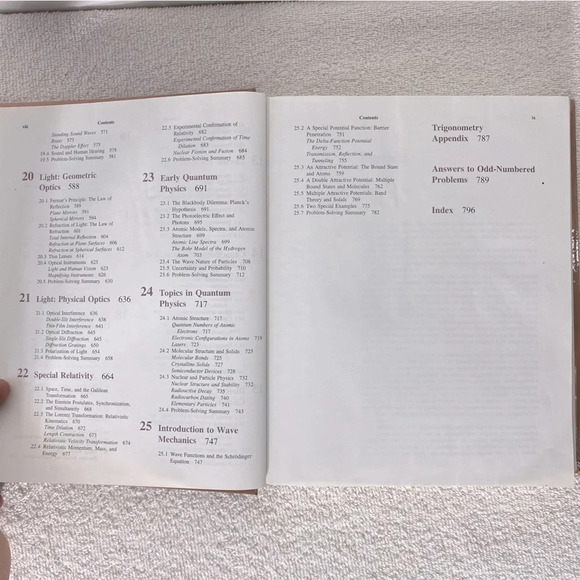 viii Contents
Standing Sound Waves 571
Beats 573
The Doppler Effect 575
19.4 Sound and Human Hearing 579
19.5 Problem-Solving Summary 581
20 Light: Geometric
Optics 588
20.1 Fermat's Principle: The Law of
Reflection 589
Plane Mirrors 591
Spherical Mirrors 594
20.2 Refraction of Light: The Law of
Refraction 601
Total Internal Reflection 604
Refraction at Plane Surfaces 606
Refraction at Spherical Surfaces 612
20.3 Thin Lenses 614
20.4 Optical Instruments 623
Light and Human Vision 623
Magnifying Instruments 626
20.5 Problem-Solving Summary 630
21 Light: Physical Optics 636
21.1 Optical Interference 636
Double-Slit Interference 638
Thin-Film Interference 641
21.2 Optical Diffraction 645
Single-Slit Diffraction 645
Diffraction Gratings 650
21.3 Polarization of Light 654
21.4 Problem-Solving Summary 658
22 Special Relativity 664
22.1 Space, Time, and the Galilean
Transformation 665
22.2 The Einstein Postulates, Synchronization,
and Simultaneity 668
22.3 The Lorentz Transformation: Relativistic
Kinematics 670
Time Dilation 672
Length Contraction 673
Relativistic Velocity Transformation 674
22.4 Relativistic Momentum, Mass, and
Energy 677
22.5 Experimental Confirmation of
Relativity 682
Experimental Confirmation of Time
Dilation 683
Nuclear Fission and Fusion 684
22.6 Problem-Solving Summary 685
23 Early Quantum
Physics 691
23.1 The Blackbody Dilemma; Planck's
Hypothesis 691
23.2 The Photoelectric Effect and
Photons 695
23.3 Atomic Models, Spectra, and Atomic
Structure 699
Atomic Line Spectra 699
The Bohr Model of the Hydrogen
Atom 703
23.4 The Wave Nature of Particles 708
23.5 Uncertainty and Probability 710
23.6 Problem-Solving Summary 712
24 Topics in Quantum
Physics 717
24.1 Atomic Structure 717
Quantum Numbers of Atomic
Electrons 717
Electronic Configurations in Atoms 719
Lasers 723
24.2 Molecular Structure and Solids 725
Molecular Bonds 725
Crystalline Solids 727
Semiconductor Devices 728
24.3 Nuclear and Particle Physics 732
Nuclear Structure and Stability 732
Radioactive Decay 735
Radiocarbon Dating 740
Elementary Particles 741
24.4 Problem-Solving Summary 743
25 Introduction to Wave
Mechanics 747
25.1 Wave Functions and the Schrödinger
Equation 747
Contents ix
25.2 A Special Potential Function: Barrier
Penetration 751
The Delta-Function Potential
Energy 752
Transmission, Reflection, and
Tunneling 755
25.3 An Attractive Potential: The Bound State
and Atoms 759
25.4 A Double Attractive Potential: Multiple
Bound States and Molecules 762
25.5 Multiple Attractive Potentials: Band
Theory and Solids 769
25.6 Two Special Examples 775
25.7 Problem-Solving Summary 782
Trigonometry
Appendix 787
Answers to Odd-Numbered
Problems 789
Index 796